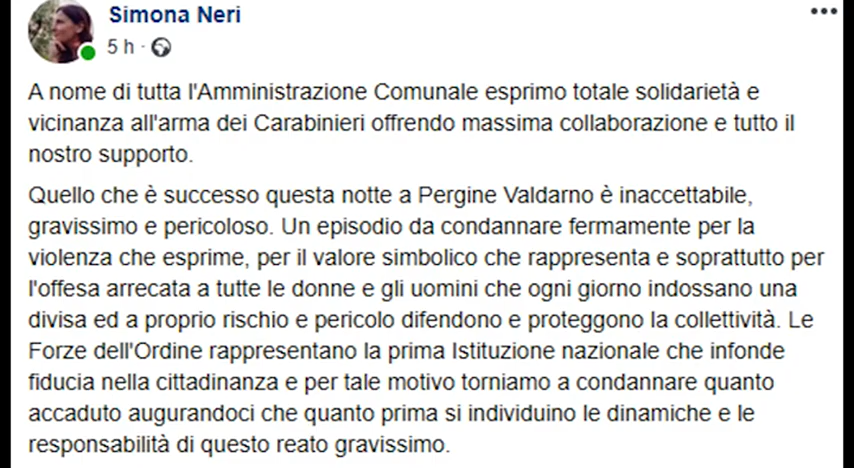 Simona Neri
5 h ·
A nome di tutta l'Amministrazione Comunale esprimo totale solidarietà e
vicinanza all'arma dei Carabinieri offrendo massima collaborazione e tutto il
nostro supporto.
Quello che è successo questa notte a Pergine Valdarno è inaccettabile,
gravissimo e pericoloso. Un episodio da condannare fermamente per la
violenza che esprime, per il valore simbolico che rappresenta e soprattutto per
l'offesa arrecata a tutte le donne e gli uomini che ogni giorno indossano una
divisa ed a proprio rischio e pericolo difendono e proteggono la collettività. Le
Forze dell'Ordine rappresentano la prima Istituzione nazionale che infonde
fiducia nella cittadinanza e per tale motivo torniamo a condannare quanto
accaduto augurandoci che quanto prima si individuino le dinamiche e le
responsabilità di questo reato gravissimo.